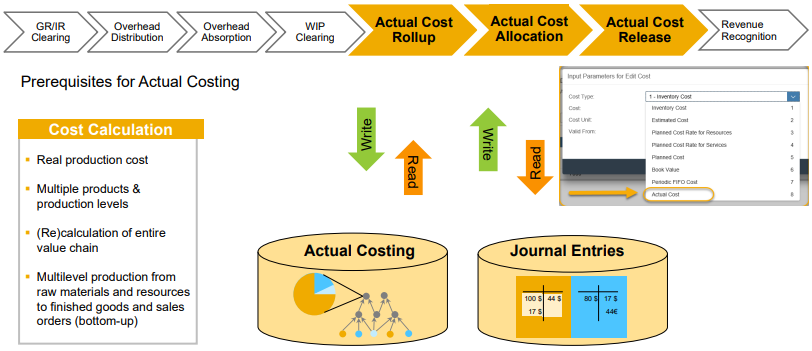 GR/IR
Clearing
Overhead
Distribution
Overhead
Absorption
WIP
Clearing
Actual Cost
Rollup
Actual Cost
Allocation
Actual Cost
Release
Revenue
Recognition
Prerequisites for Actual Costing
Cost Calculation
Real production cost
Multiple products &
production levels
(Re)calculation of entire
value chain
Multilevel production from
raw materials and resources
to finished goods and sales
orders (bottom-up)
Write
Read
Write
Read
Input Parameters for Edit Cost
Cost Type: 1 - Inventory Cost
Cost: Inventory Cost 1
Cost Unit: Estimated Cost 2
Valid From: Planned Cost Rate for Resources 3
Planned Cost Rate for Services 4
Planned Cost 5
Book Value 6
Periodic FIFO Cost 7
Actual Cost 8
Actual Costing
Journal Entries
100 $ 44 $ 80 $ 17 $
17 $ 44€